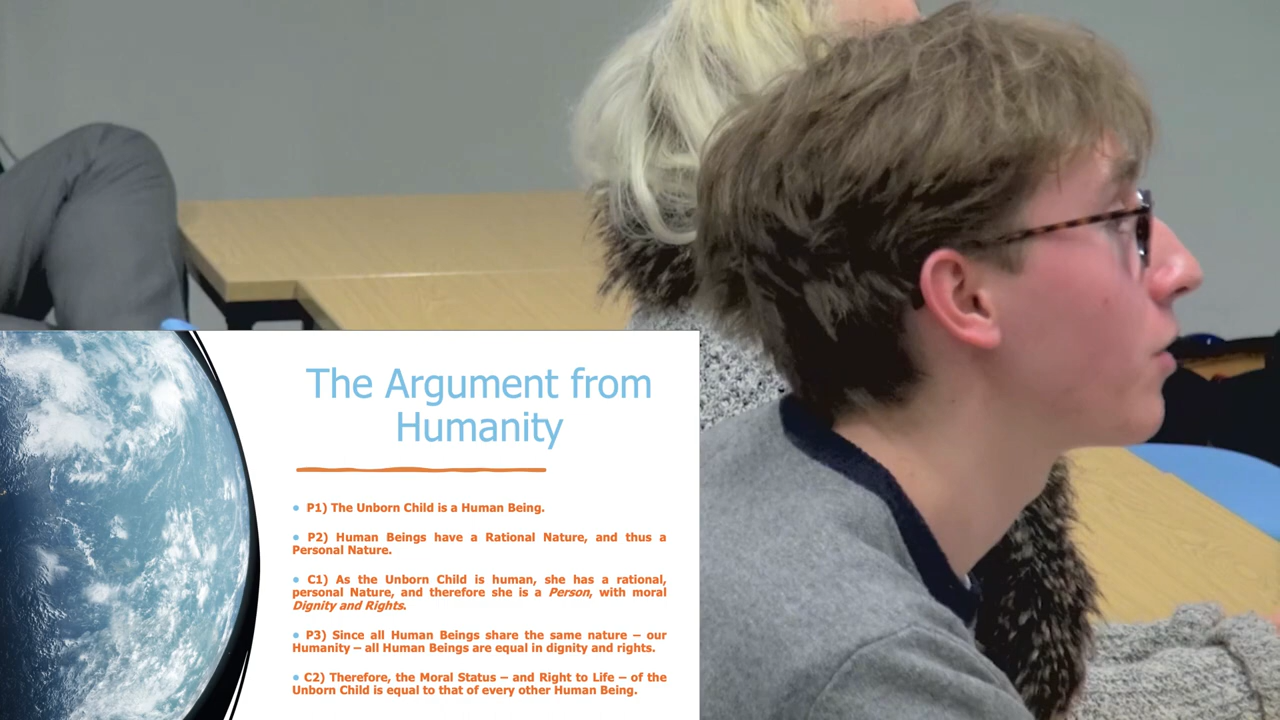 The Argument from
Humanity
• P1) The Unborn Child is a Human Being.
• P2) Human Beings have a Rational Nature, and thus a
Personal Nature.
• C1) As the Unborn Child is human, she has a rational,
personal Nature, and therefore she is a Person, with moral
Dignity and Rights.
• P3) Since all Human Beings share the same nature – our
Humanity – all Human Beings are equal in dignity and rights.
• C2) Therefore, the Moral Status – and Right to Life – of the
Unborn Child is equal to that of every other Human Being.